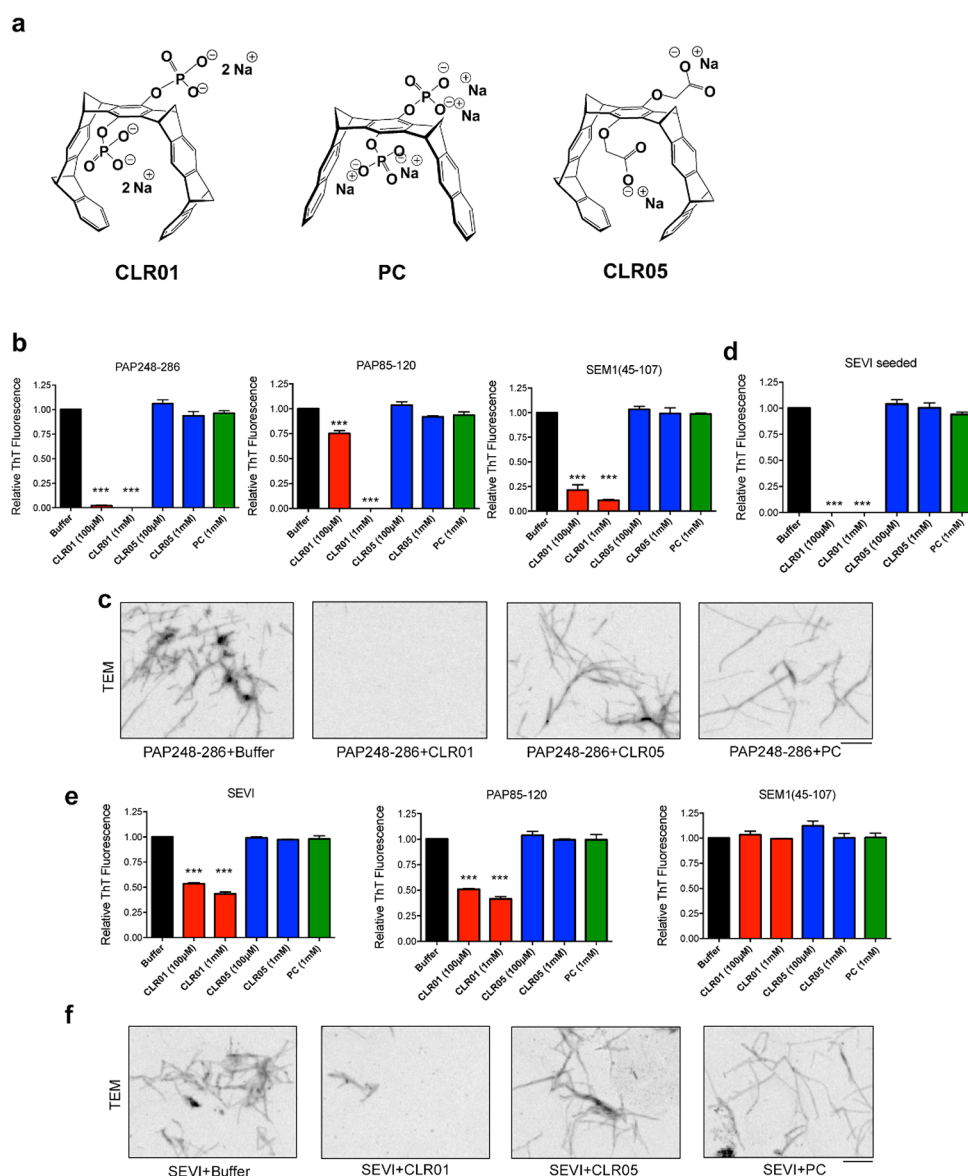 a
O
O
P
O
O
2 Na
O
O
P
O
O
2 Na
CLR01
O
O
P
O
O
Na
Na
O
O
P
O
O
Na
Na
PC
O
Na
O
O
O
O
O
Na
CLR05
b
PAP248-286
Relative ThT Fluorescence
1.25
1.00
0.75
0.50
0.25
0.00
*** ***
Buffer
CLR01 (100µM)
CLR01 (1mM)
CLR05 (100µM)
CLR05 (1mM)
PC (1mM)
PAP85-120
Relative ThT Fluorescence
1.25
1.00
0.75
0.50
0.25
0.00
***
***
Buffer
CLR01 (100µM)
CLR01 (1mM)
CLR05 (100µM)
CLR05 (1mM)
PC (1mM)
SEM1(45-107)
Relative ThT Fluorescence
1.25
1.00
0.75
0.50
0.25
0.00
*** ***
Buffer
CLR01 (100µM)
CLR01 (1mM)
CLR05 (100µM)
CLR05 (1mM)
PC (1mM)
d
SEVI seeded
Relative ThT Fluorescence
1.25
1.00
0.75
0.50
0.25
0.00
*** ***
Buffer
CLR01 (100µM)
CLR01 (1mM)
CLR05 (100µM)
CLR05 (1mM)
PC (1mM)
c
TEM
PAP248-286+Buffer
PAP248-286+CLR01
PAP248-286+CLR05
PAP248-286+PC
e
SEVI
Relative ThT Fluorescence
1.25
1.00
0.75
0.50
0.25
0.00
*** ***
Buffer
CLR01 (100µM)
CLR01 (1mM)
CLR05 (100µM)
CLR05 (1mM)
PC (1mM)
PAP85-120
Relative ThT Fluorescence
1.25
1.00
0.75
0.50
0.25
0.00
*** ***
Buffer
CLR01 (100µM)
CLR01 (1mM)
CLR05 (100µM)
CLR05 (1mM)
PC (1mM)
SEM1(45-107)
Relative ThT Fluorescence
1.25
1.00
0.75
0.50
0.25
0.00
Buffer
CLR01 (100µM)
CLR01 (1mM)
CLR05 (100µM)
CLR05 (1mM)
PC (1mM)
f
TEM
SEVI+Buffer
SEVI+CLR01
SEVI+CLR05
SEVI+PC